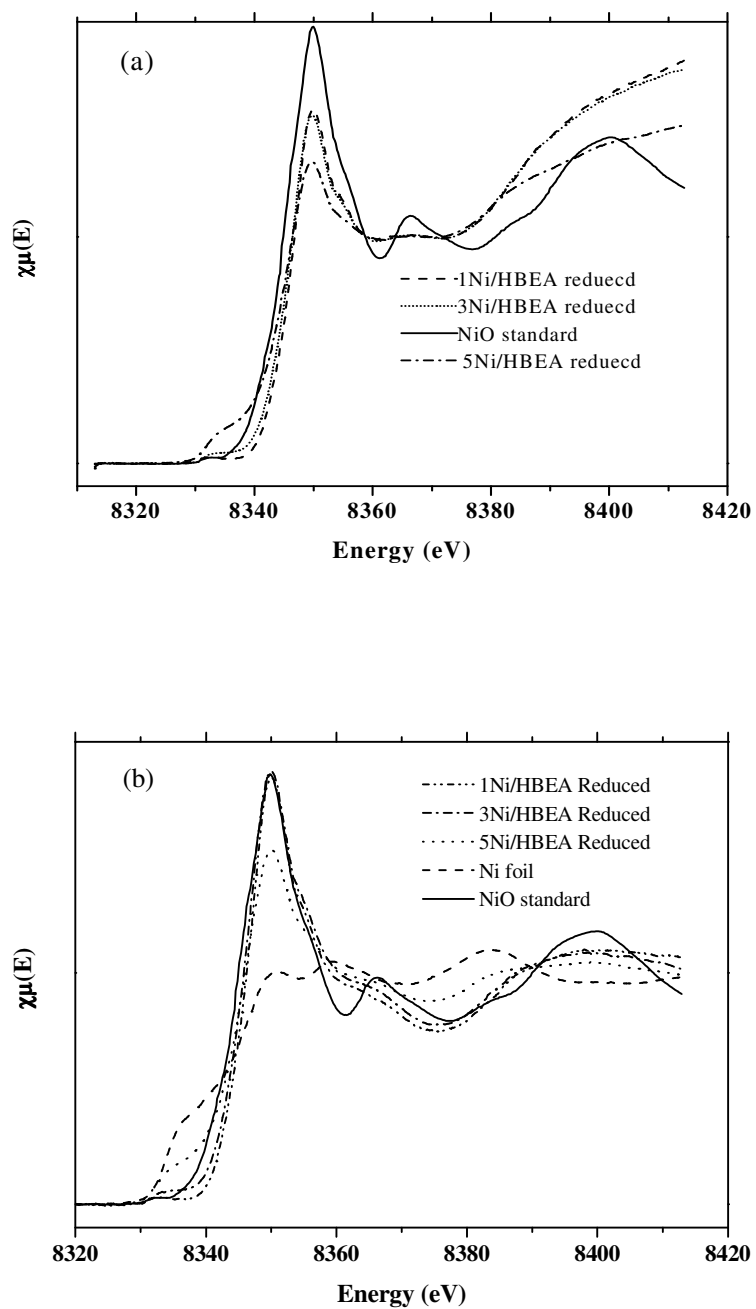 (a)
χμ(E)
1Ni/HBEA reduecd
3Ni/HBEA reduecd
NiO standard
5Ni/HBEA reduecd
8320 8340 8360 8380 8400 8420
Energy (eV)
(b)
χμ(E)
1Ni/HBEA Reduced
3Ni/HBEA Reduced
5Ni/HBEA Reduced
Ni foil
NiO standard
8320 8340 8360 8380 8400 8420
Energy (eV)